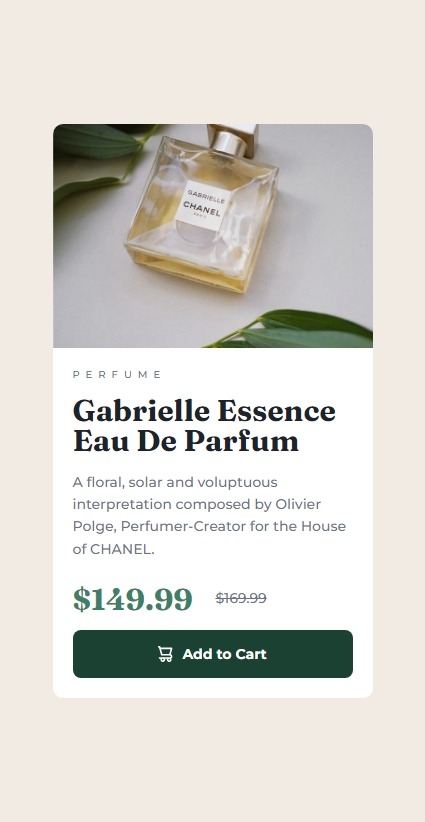 GABRIELLE
CHANEL
PARIS
PERFUME
Gabrielle Essence
Eau De Parfum
A floral, solar and voluptuous
interpretation composed by Olivier
Polge, Perfumer-Creator for the House
of CHANEL.
$149.99 $169.99
Add to Cart